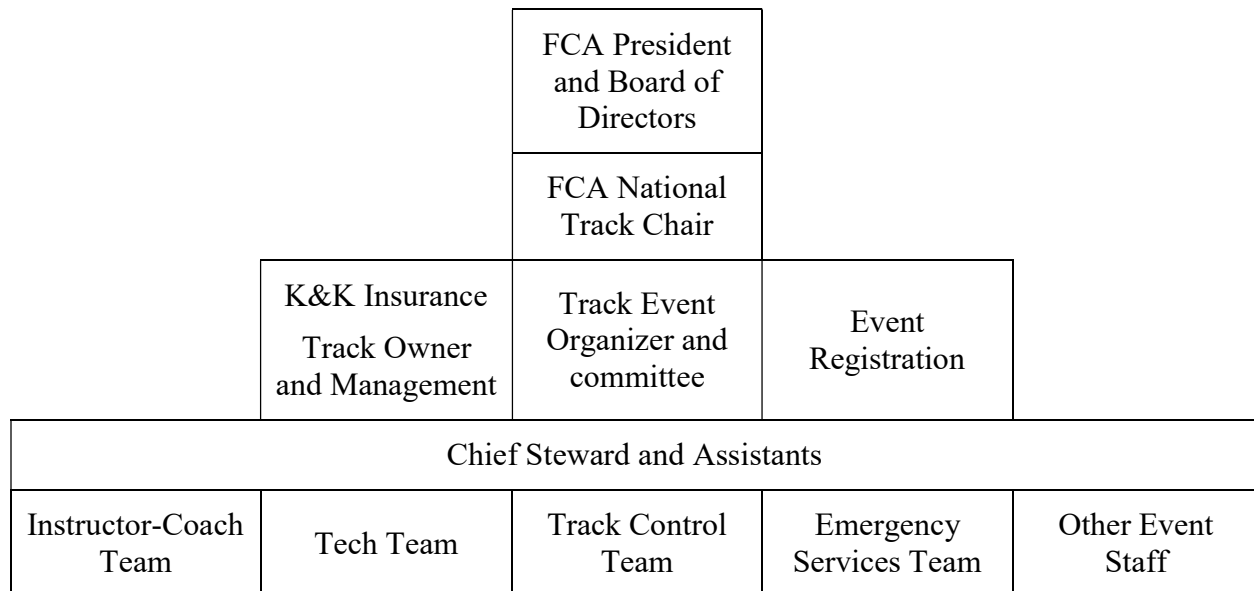 FCA President
and Board of
Directors
FCA National
Track Chair
K&K Insurance
Track Owner
and Management
Track Event
Organizer and
committee
Event
Registration
Chief Steward and Assistants
Instructor-Coach
Team
Tech Team
Track Control
Team
Emergency
Services Team
Other Event
Staff